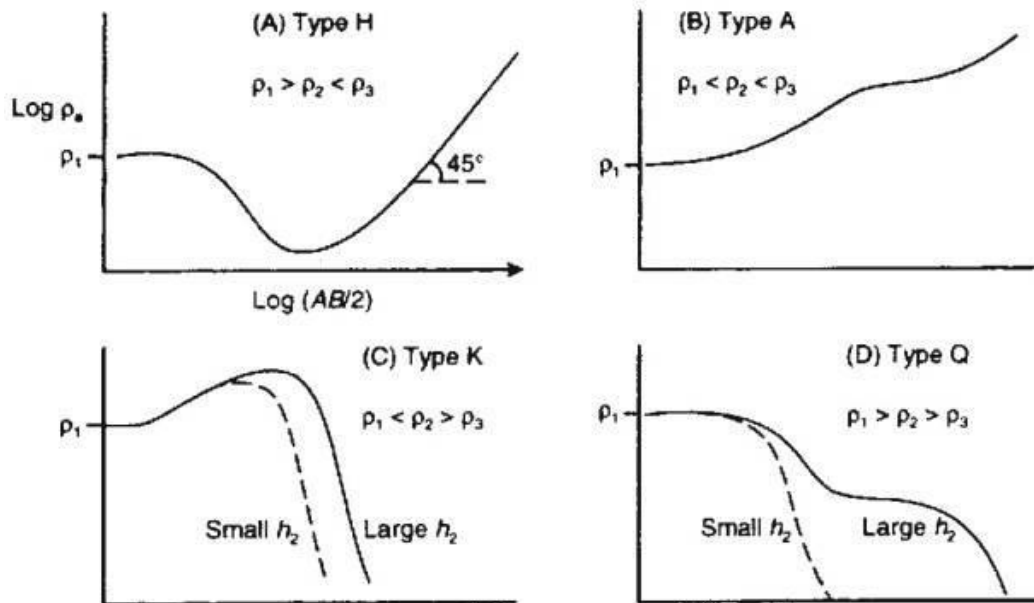 (A) Type H
ρ₁ > ρ₂ < ρ₃
Log ρₐ
ρ₁
45°
Log (AB/2)
(B) Type A
ρ₁ < ρ₂ < ρ₃
ρ₁
(C) Type K
ρ₁
ρ₁ < ρ₂ > ρ₃
Small h₂
Large h₂
(D) Type Q
ρ₁
ρ₁ > ρ₂ > ρ₃
Small h₂
Large h₂